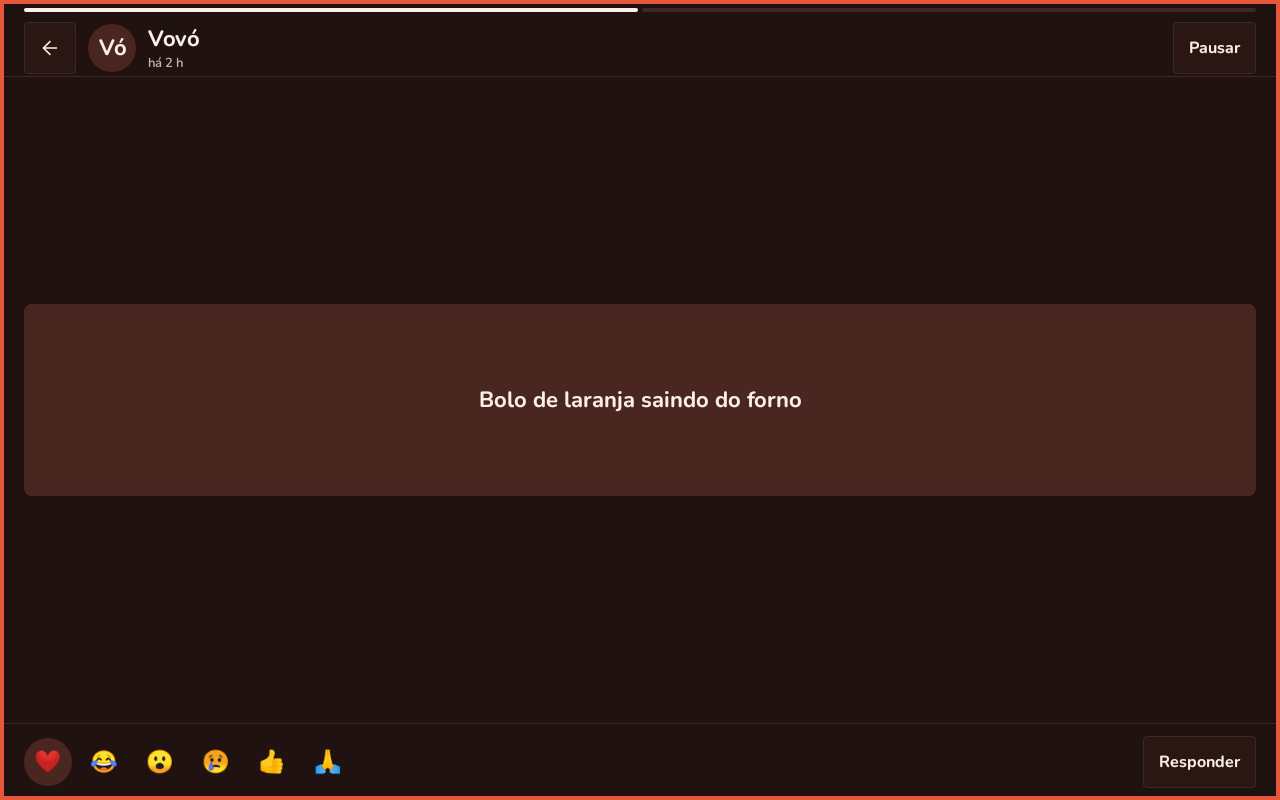 Vó
Vovó
há 2 h
Pausar
Bolo de laranja saindo do forno
❤️ 😂 😮 😢 👍 🙏
Responder